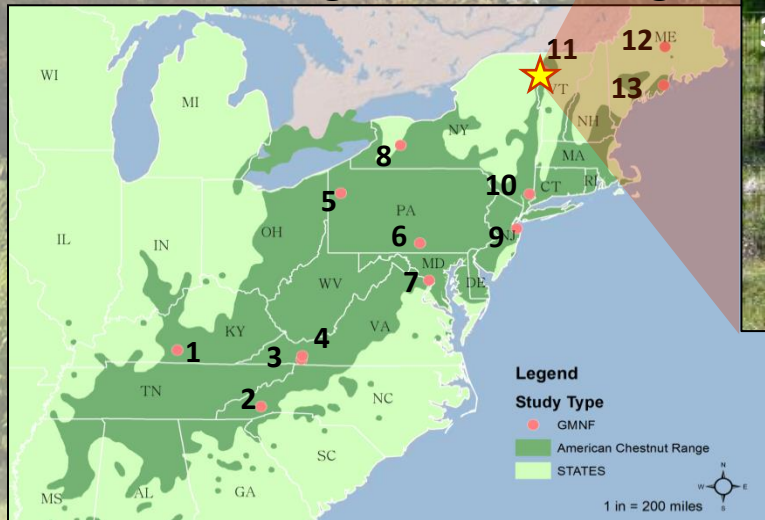 WI
MI
11
12 ME
VT
13
NH
NY
8
MA
10
CT RI
5
PA
IL
IN
OH
6
9 NJ
MD
7
DE
WV
VA
KY
1
4
3
TN
2
NC
SC
MS
AL
GA
Legend
Study Type
GMNF
American Chestnut Range
STATES
N
W E
S
1 in = 200 miles